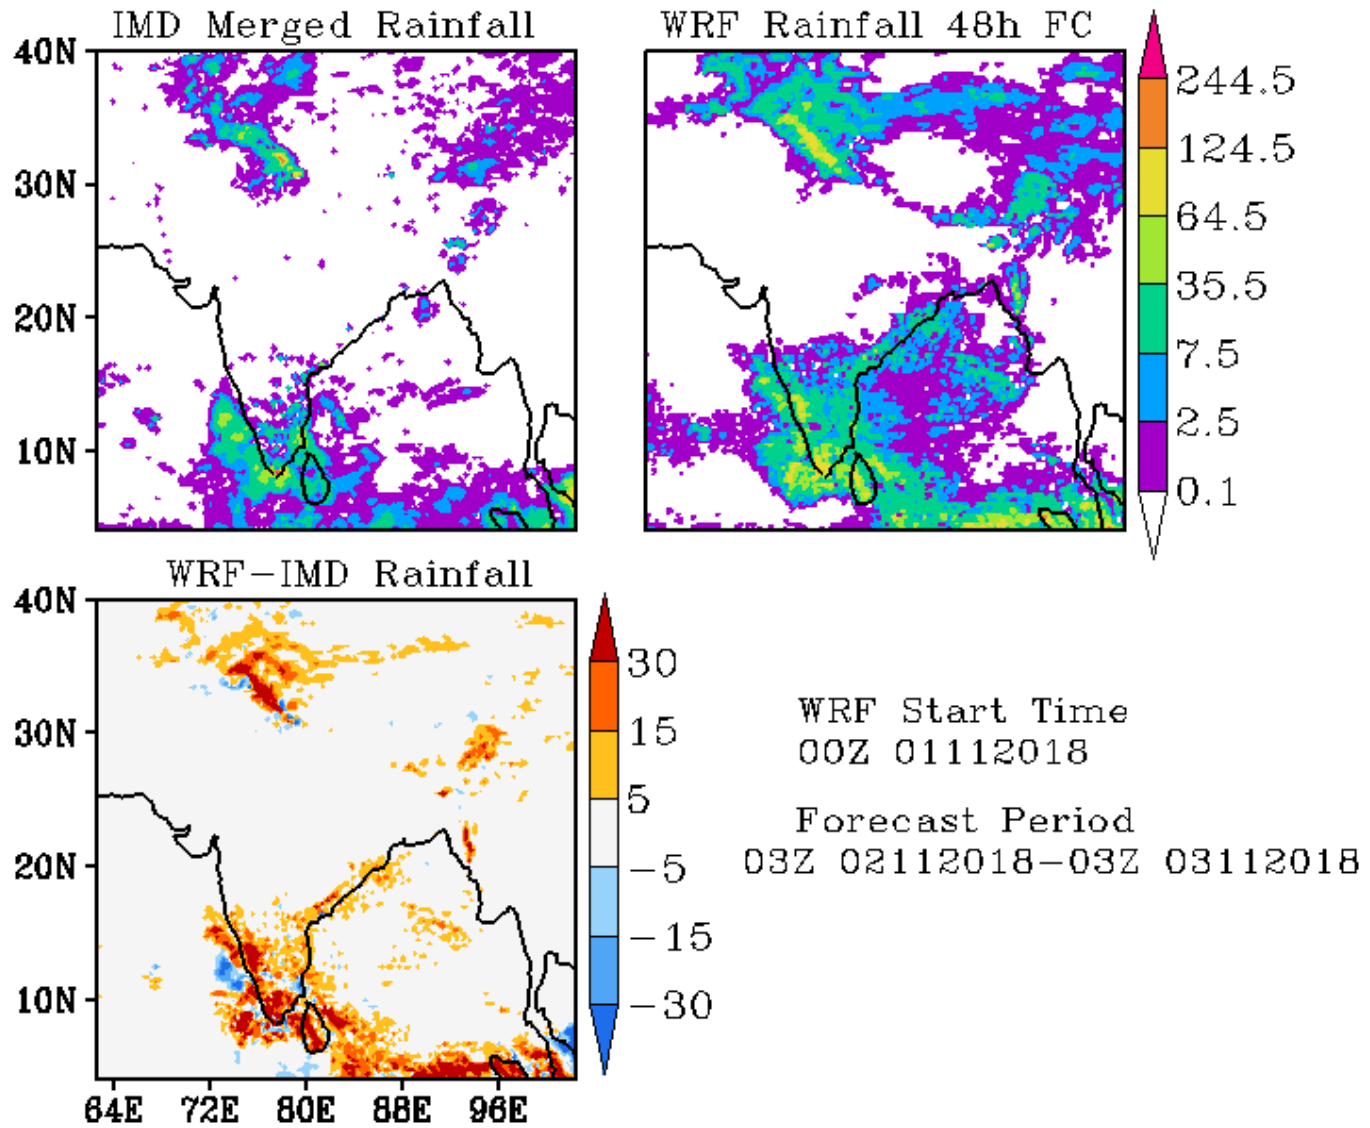 IMD Merged Rainfall
WRF Rainfall 48h FC
40N
30N
20N
10N
244.5
124.5
64.5
35.5
7.5
2.5
0.1
WRF-IMD Rainfall
40N
30N
20N
10N
64E 72E 80E 88E 96E
30
15
5
-5
-15
-30
WRF Start Time
00Z 01112018
Forecast Period
03Z 02112018-03Z 03112018